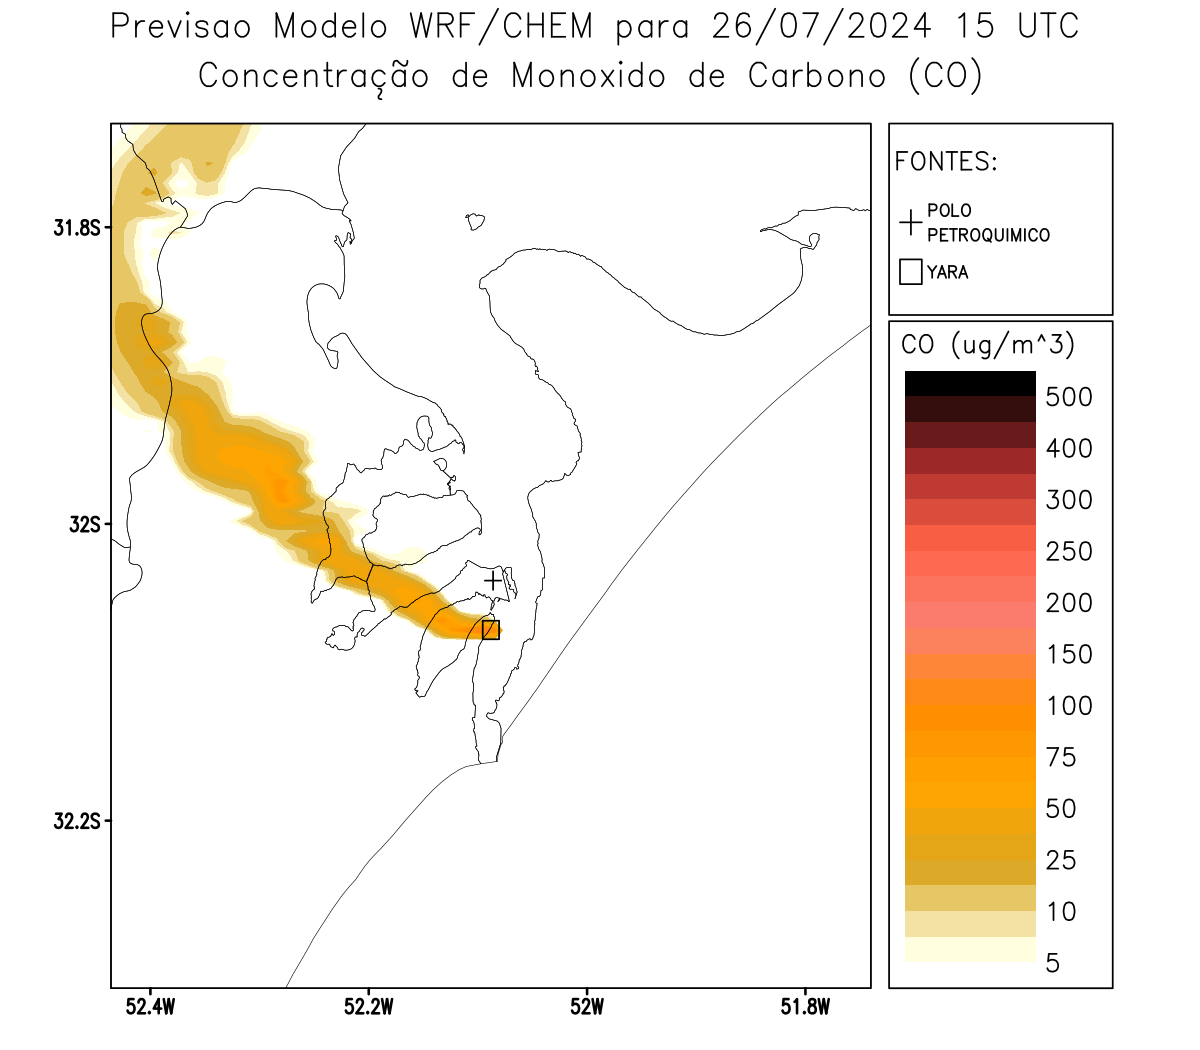 Previsao Modelo WRF/CHEM para 26/07/2024 15 UTC
Concentração de Monoxido de Carbono (CO)
FONTES:
POLO
PETROQUIMICO
YARA
31.8S
32S
32.2S
52.4W
52.2W
52W
51.8W
CO (ug/m^3)
500
400
300
250
200
150
100
75
50
25
10
5